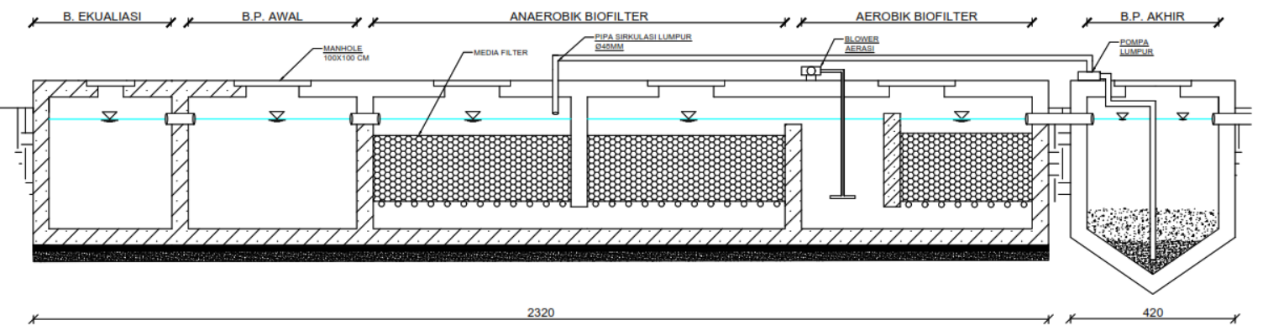 B. EKUALIASI
B.P. AWAL
ANAEROBIK BIOFILTER
AEROBIK BIOFILTER
B.P. AKHIR
MANHOLE
100X100 CM
MEDIA FILTER
PIPA SIRKULASI LUMPUR
Ø48MM
BLOWER
AERASI
POMPA
LUMPUR
2320
420